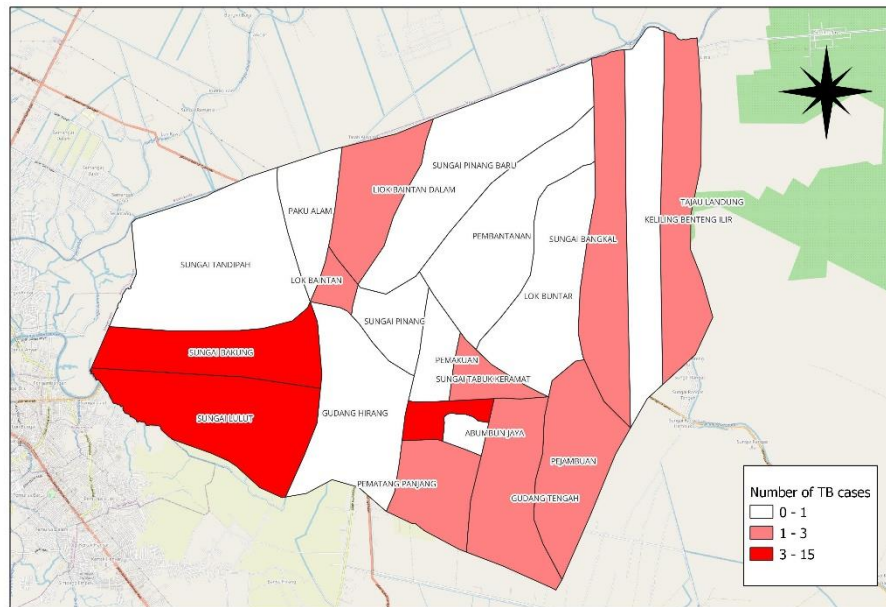 SUNGAI PINANG BARU
LIOK BAINTAN DALAM
PAKU ALAM
TAJAU LANDUNG
KELILING BENTENG ILIR
PEMBANTANAN
SUNGAI BANGKAL
SUNGAI TANDIPAH
LOK BAINTAN
LOK BUNTAR
SUNGAI PINANG
SUNGAI BAKUNG
PEMAKUAN
SUNGAI TABUK KERAMAT
SUNGAI LULUT
GUDANG HIRANG
ABUMBUN JAYA
PEJAMBUAN
PEMATANG PANJANG
GUDANG TENGAH
Number of TB cases
0 - 1
1 - 3
3 - 15